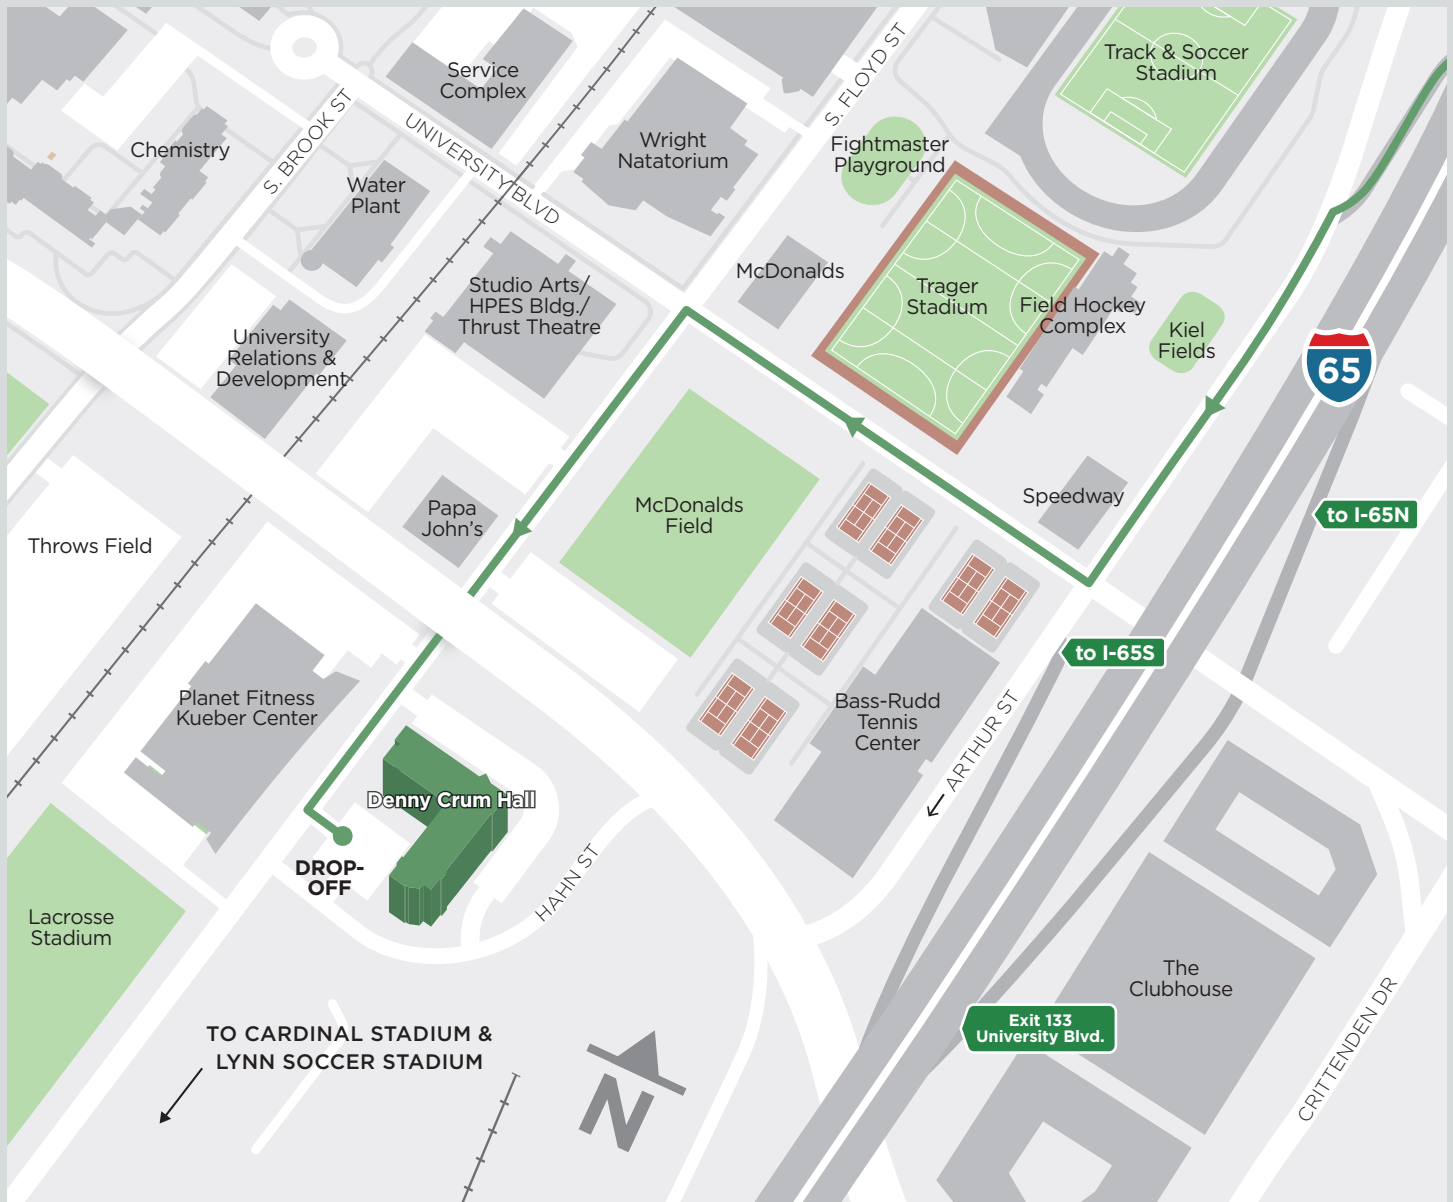 Track & Soccer
Stadium
Service
Complex
S. FLOYD ST
S. BROOK ST
UNIVERSITY BLVD
Chemistry
Wright
Natatorium
Fightmaster
Playground
Water
Plant
McDonalds
Studio Arts/
HPES Bldg./
Thrust Theatre
Trager
Stadium
Field Hockey
Complex
Kiel
Fields
University
Relations &
Development
65
Speedway
McDonalds
Field
Papa
John's
to I-65N
Throws Field
to I-65S
Planet Fitness
Kueber Center
Bass-Rudd
Tennis
Center
ARTHUR ST
Denny Crum Hall
DROP-
OFF
HAHN ST
Lacrosse
Stadium
The
Clubhouse
Exit 133
University Blvd.
CRITTENDEN DR
TO CARDINAL STADIUM &
LYNN SOCCER STADIUM
N